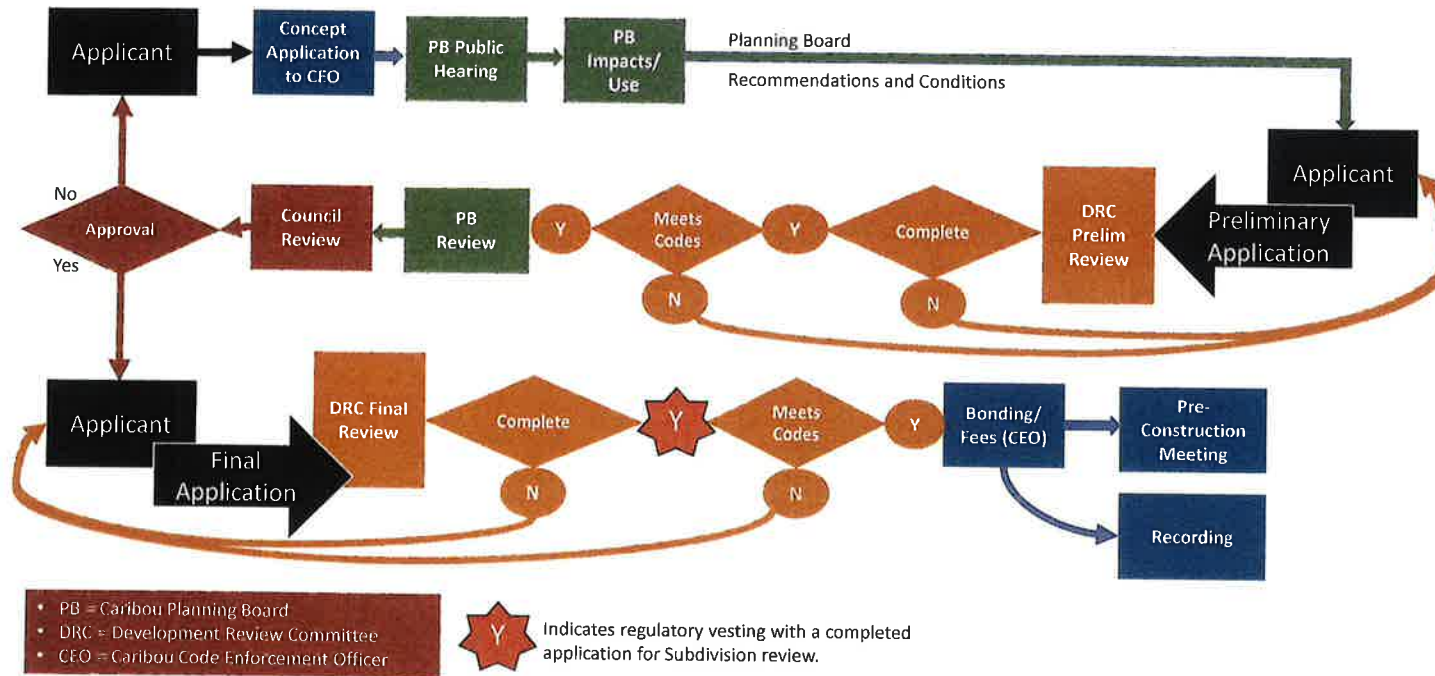 Applicant
Concept
Application
to CEO
PB Public
Hearing
PB
Impacts/
Use
Planning Board
Recommendations and Conditions
Applicant
Preliminary
Application
DRC
Prelim
Review
Complete
N
Y
Meets
Codes
N
Y
PB
Review
Council
Review
Approval
No
Yes
Applicant
Final
Application
DRC Final
Review
Complete
N
Y
Meets
Codes
N
Y
Bonding/
Fees (CEO)
Pre-
Construction
Meeting
Recording
• PB = Caribou Planning Board
• DRC = Development Review Committee
• CEO = Caribou Code Enforcement Officer
Y
Indicates regulatory vesting with a completed
application for Subdivision review.